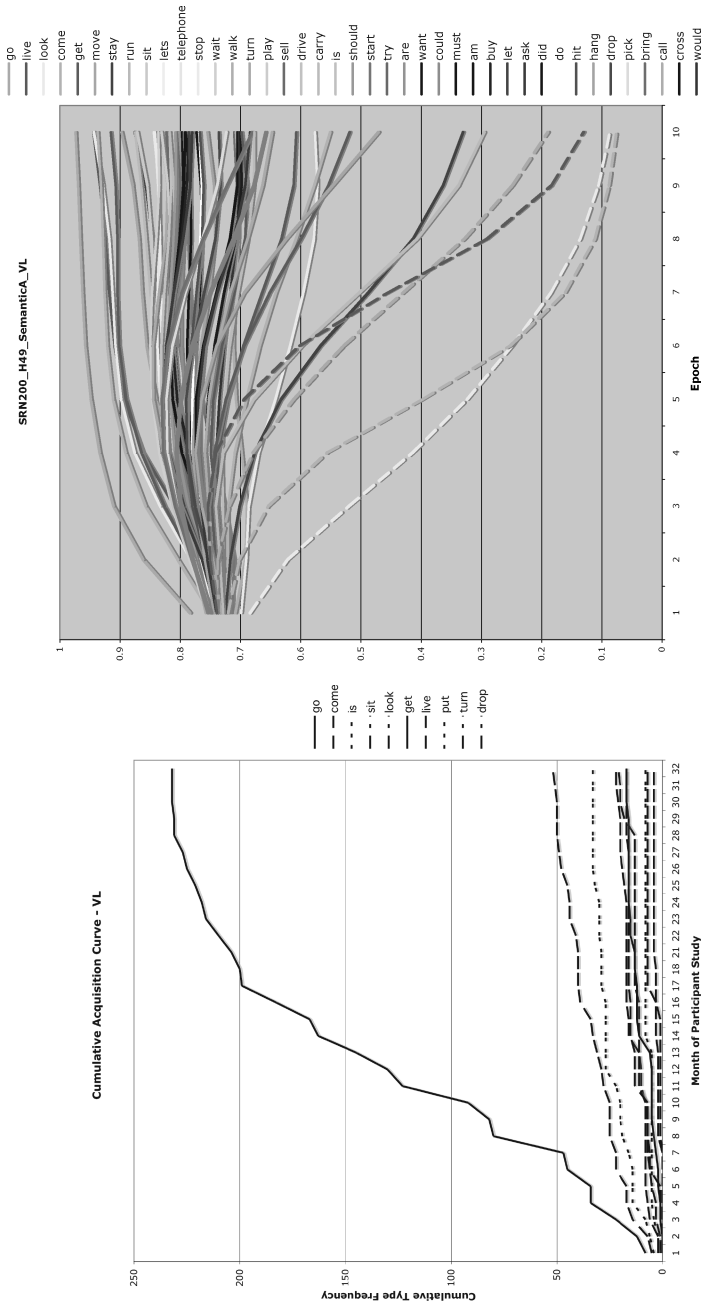 Cumulative Acquisition Curve - VL
Cumulative Type Frequency
250
200
150
100
50
0
1 2 3 4 5 6 7 8 9 10 11 12 13 14 15 16 17 18 21 22 23 24 25 26 27 28 29 30 31 32
Month of Participant Study
go
come
is
sit
look
get
live
put
turn
drop
SRN200_H49_SemanticA_VL
1
0.9
0.8
0.7
0.6
0.5
0.4
0.3
0.2
0.1
0
1 2 3 4 5 6 7 8 9 10
Epoch
go
live
look
come
get
move
stay
run
sit
lets
telephone
stop
wait
walk
turn
play
sell
drive
carry
is
should
start
try
are
want
could
must
am
buy
let
ask
did
do
hit
hang
drop
pick
bring
call
cross
would